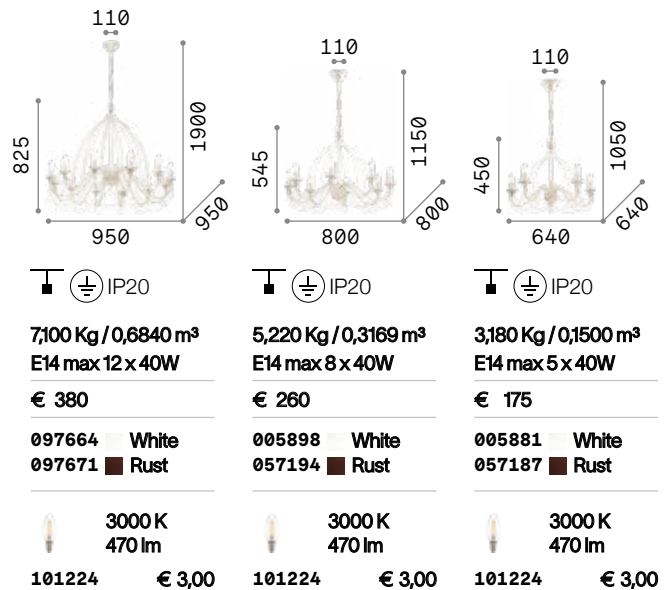 110
825
1900
950
950
IP20
7,100 Kg / 0,6840 m³
E14 max 12 x 40W
€ 380
097664 White
097671 Rust
3000 K
470 lm
101224 € 3,00
110
545
1150
800
800
IP20
5,220 Kg / 0,3169 m³
E14 max 8 x 40W
€ 260
005898 White
057194 Rust
3000 K
470 lm
101224 € 3,00
110
450
1050
640
640
IP20
3,180 Kg / 0,1500 m³
E14 max 5 x 40W
€ 175
005881 White
057187 Rust
3000 K
470 lm
101224 € 3,00